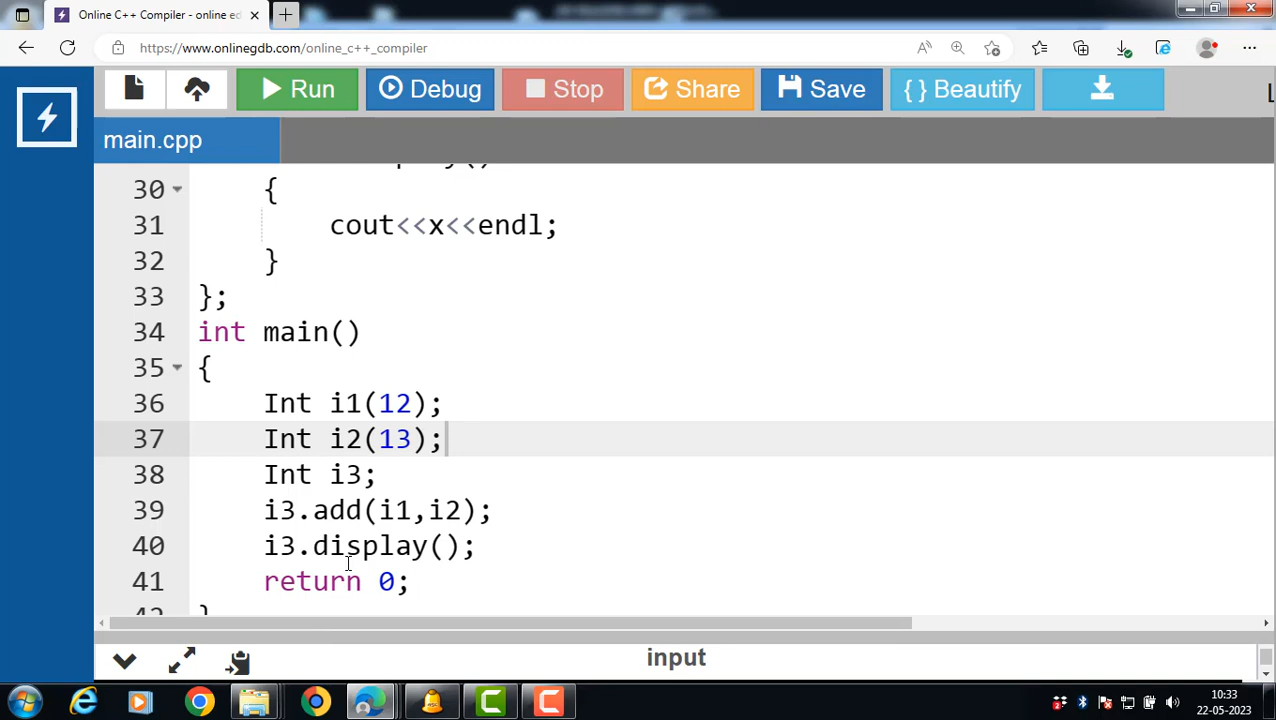 Online C++ Compiler - online ed
https://www.onlinegdb.com/online_c++_compiler
Run Debug Stop Share Save { } Beautify
main.cpp
30 {
31 cout<<x<<endl;
32 }
33 };
34 int main()
35 {
36 Int i1(12);
37 Int i2(13);
38 Int i3;
39 i3.add(i1,i2);
40 i3.display();
41 return 0;
42 }
input
10:33
22-05-2023